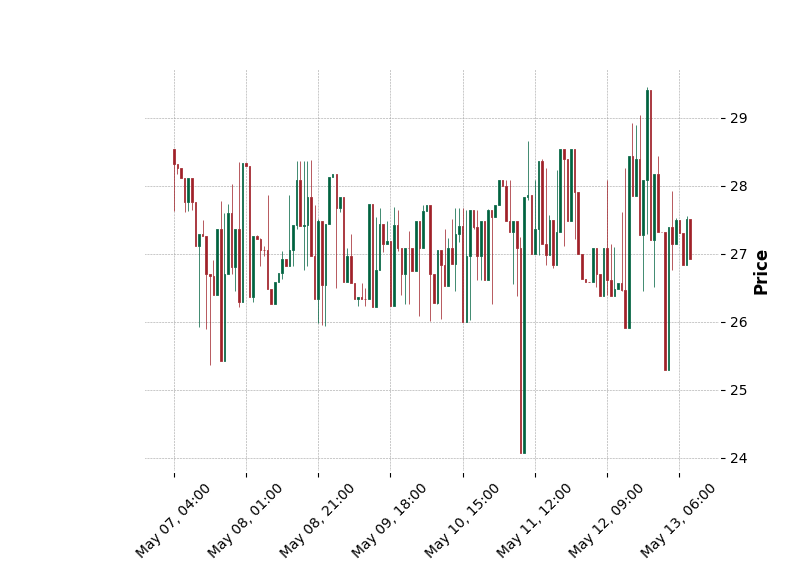 29
28
27
26
25
24
Price
May 07, 04:00
May 08, 01:00
May 08, 21:00
May 09, 18:00
May 10, 15:00
May 11, 12:00
May 12, 09:00
May 13, 06:00